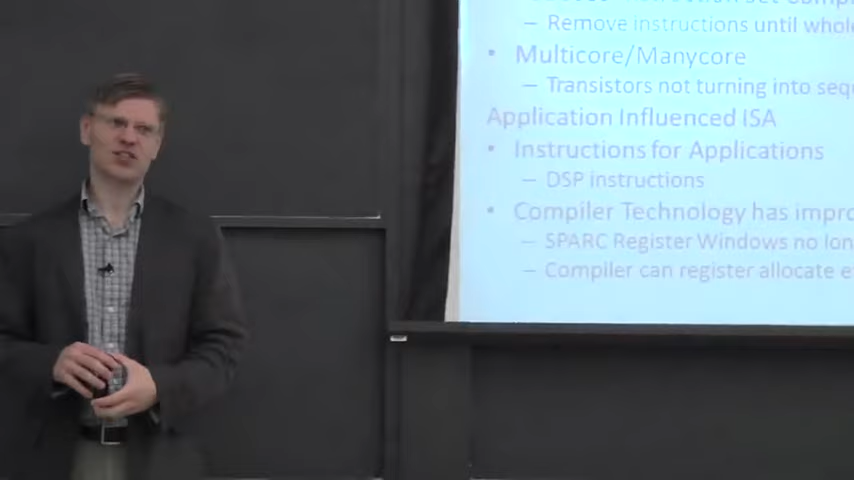 Remove instructions until whole
• Multicore/Manycore
– Transistors not turning into seq
Application Influenced ISA
• Instructions for Applications
– DSP instructions
• Compiler Technology has impro
– SPARC Register Windows no lon
– Compiler can register allocate e